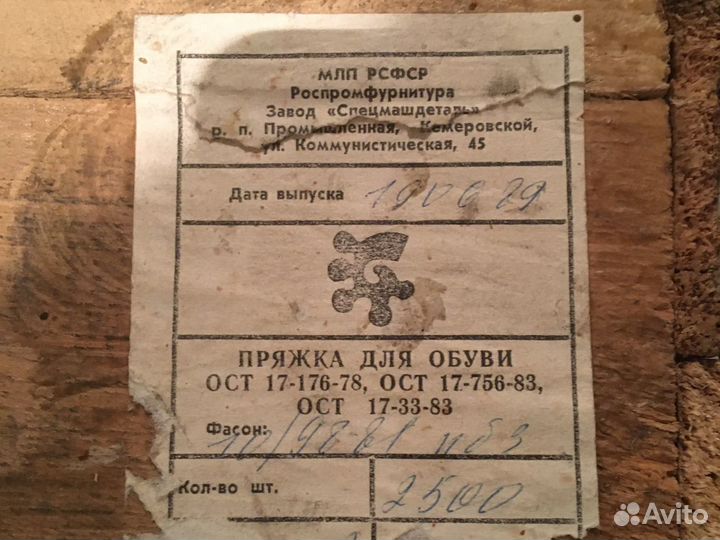 МЛП РСФСР
Роспромфурнитура
Завод «Спецмашдеталь»
р. п. Промышленная, Кемеровской,
ул. Коммунистическая, 45
Дата выпуска
ПРЯЖКА ДЛЯ ОБУВИ
ОСТ 17-176-78, ОСТ 17-756-83,
ОСТ 17-33-83
Фасон:
Кол-во шт. 2500
Avito